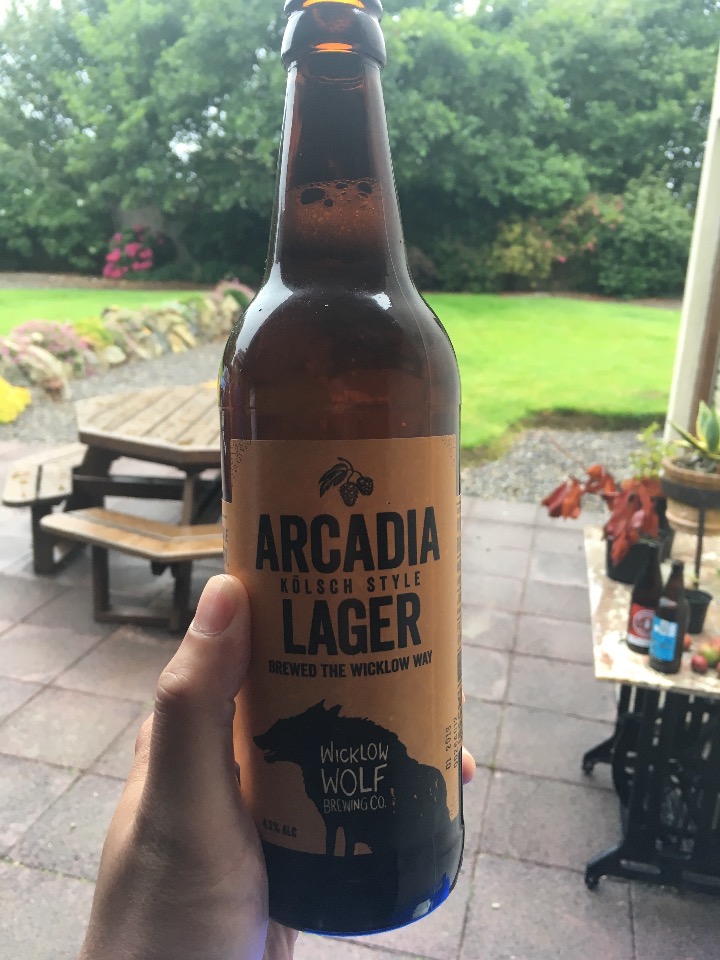 ARCADIA
KÖLSCH STYLE
LAGER
BREWED THE WICKLOW WAY
WICKLOW
WOLF
BREWING CO.
4.3% ALC